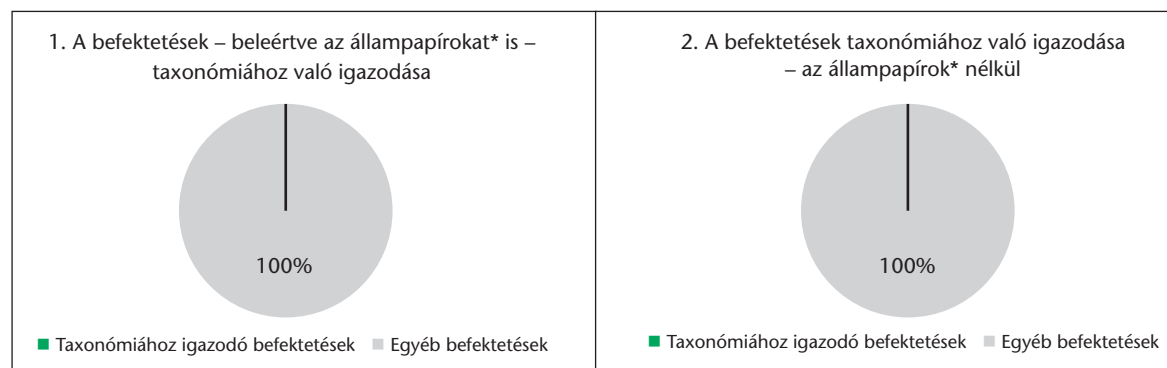 1. A befektetések – beleértve az állampapírokat* is –
taxonómiához való igazodása
100%
Taxonómiához igazodó befektetések
Egyéb befektetések
2. A befektetések taxonómiához való igazodása
– az állampapírok* nélkül
100%
Taxonómiához igazodó befektetések
Egyéb befektetések